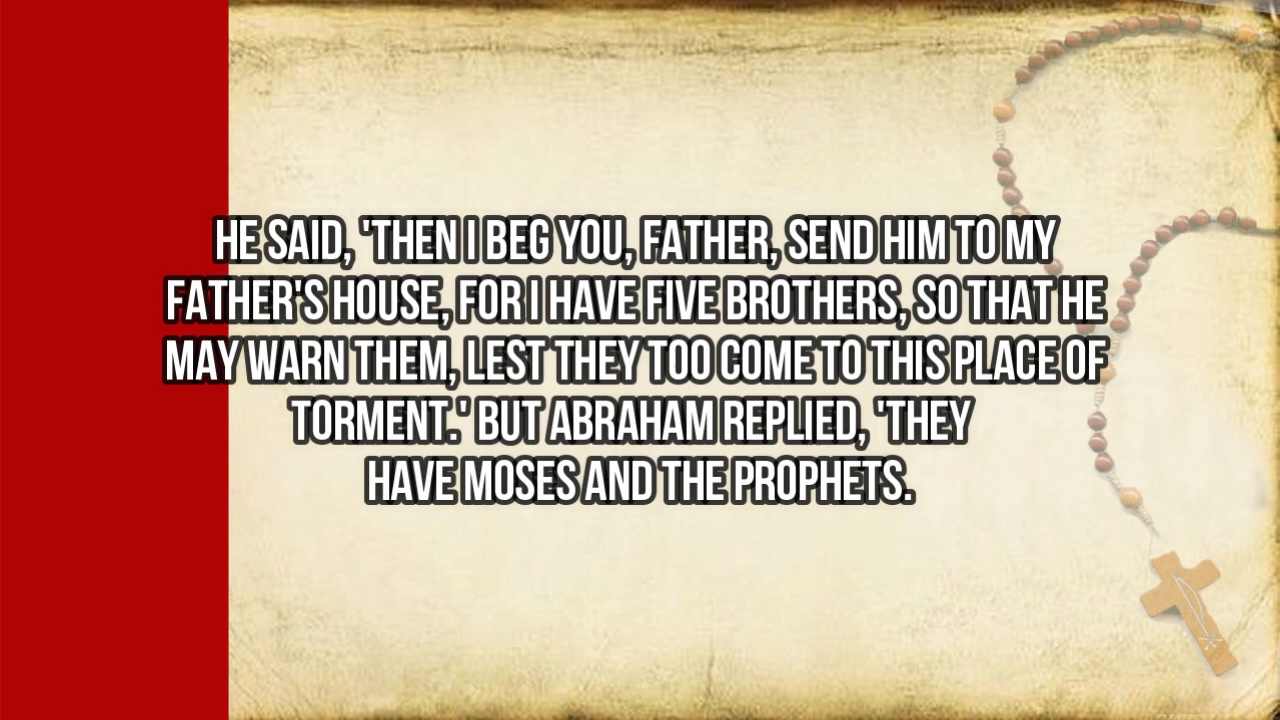 HE SAID, 'THEN I BEG YOU, FATHER, SEND HIM TO MY
FATHER'S HOUSE, FOR I HAVE FIVE BROTHERS, SO THAT HE
MAY WARN THEM, LEST THEY TOO COME TO THIS PLACE OF
TORMENT.' BUT ABRAHAM REPLIED, 'THEY
HAVE MOSES AND THE PROPHETS.